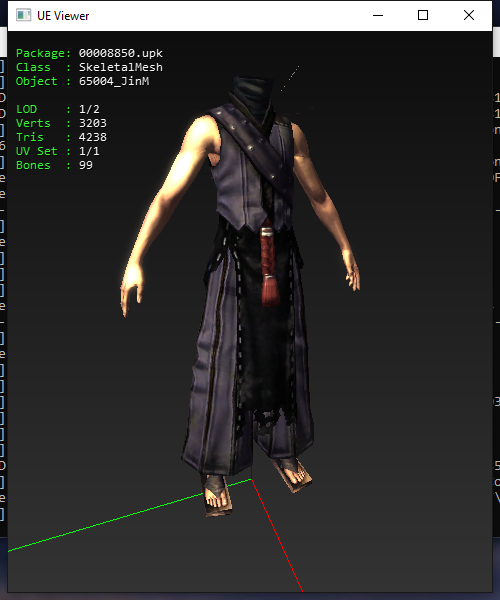 UE Viewer
Package: 00008850.upk
Class  : SkeletalMesh
Object : 65004_JinM
LOD    : 1/2
Verts  : 3203
Tris   : 4238
UV Set : 1/1
Bones  : 99